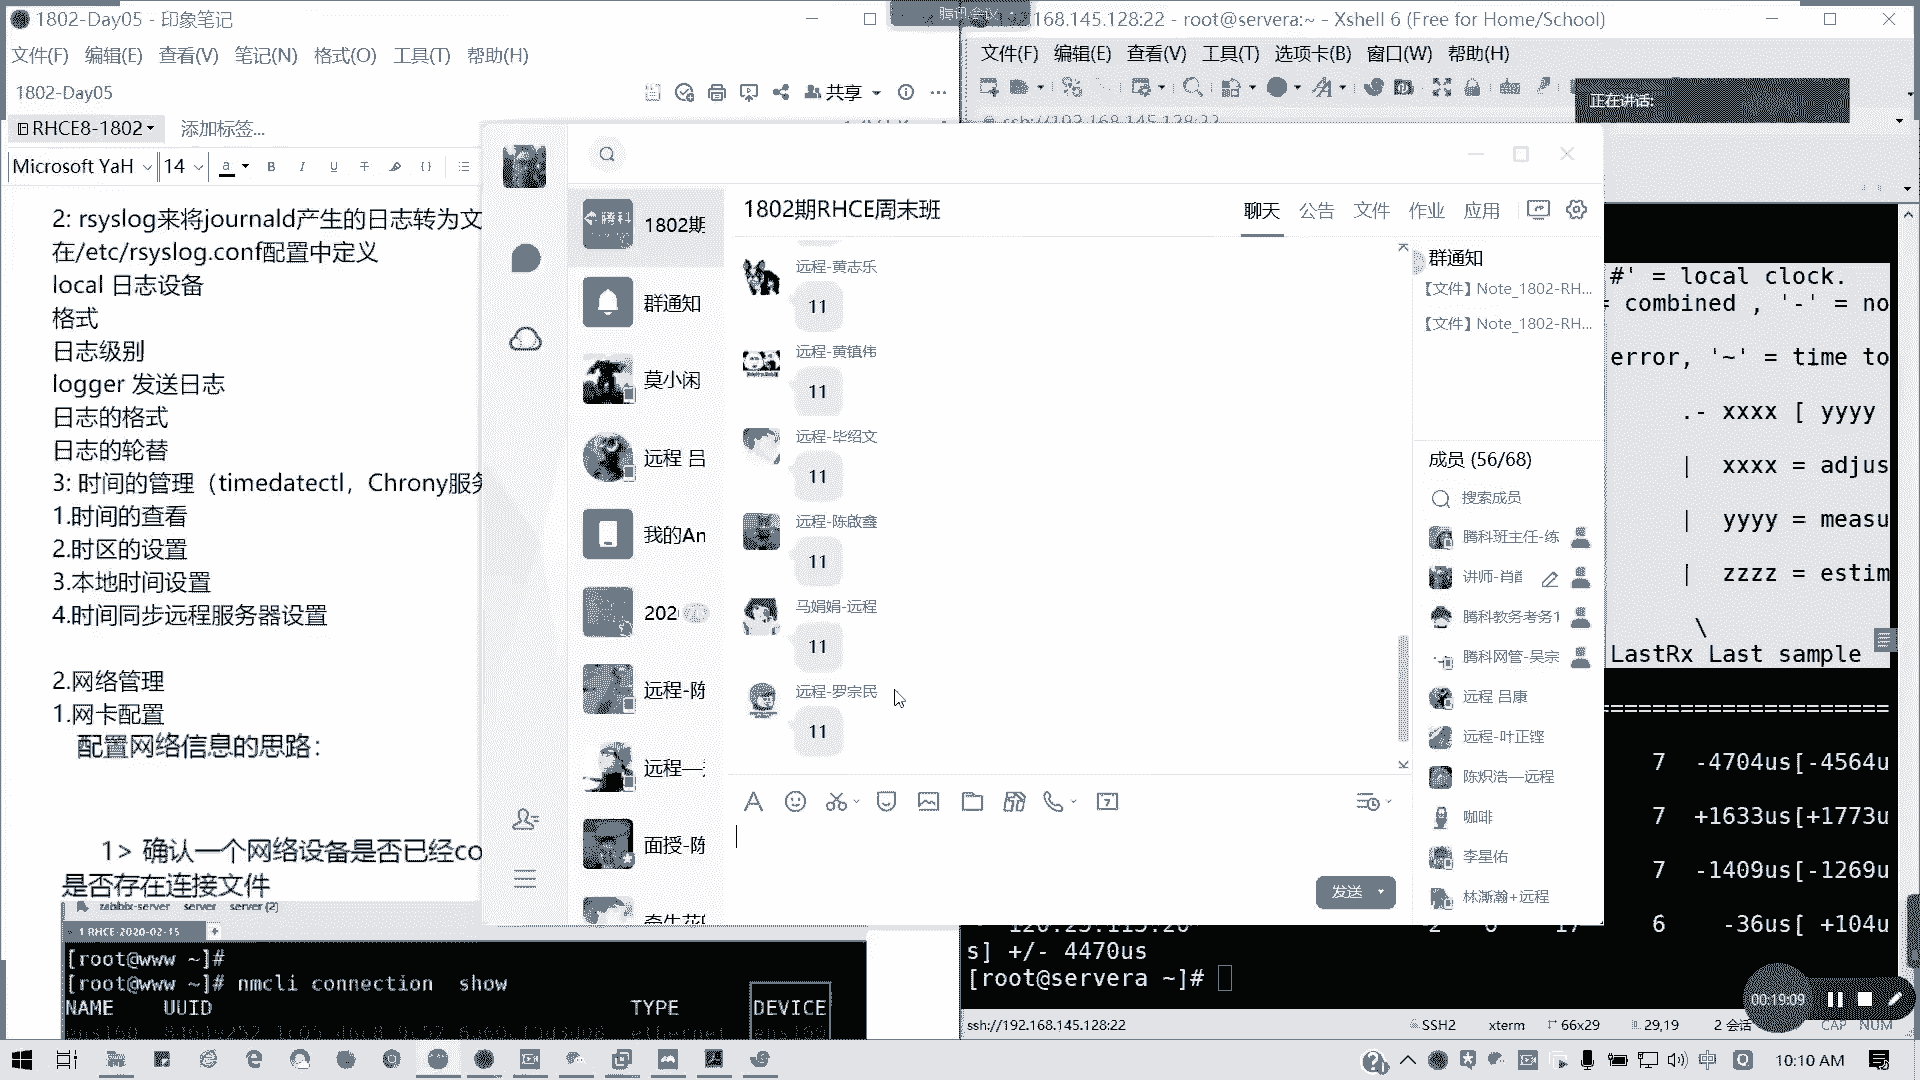 1802-Day05 - 印象笔记
文件(F) 编辑(E) 查看(V) 笔记(N) 格式(O) 工具(T) 帮助(H)
1802-Day05
共享
RHCE8-1802
添加标签...
Microsoft YaH 14
2: rsyslog来将journald产生的日志转为文
在/etc/rsyslog.conf配置中定义
local 日志设备
格式
日志级别
logger 发送日志
日志的格式
日志的轮替
3: 时间的管理（timedatectl，Chrony服务
1.时间的查看
2.时区的设置
3.本地时间设置
4.时间同步远程服务器设置
2.网络管理
1.网卡配置
配置网络信息的思路：
1> 确认一个网络设备是否已经co
是否存在连接文件
zabbix-server server server (2)
1 RHCE-2020-02-15
[root@www ~]#
[root@www ~]# nmcli connection show
NAME UUID TYPE DEVICE
腾讯会议
192.168.145.128:22 - root@servera:~ - Xshell 6 (Free for Home/School)
文件(F) 编辑(E) 查看(V) 工具(T) 选项卡(B) 窗口(W) 帮助(H)
正在讲话:
ssh://192.168.145.128:22
1802期
群通知
莫小闲
远程 吕
我的An
202
远程-陈
远程—
面授-陈
1802期RHCE周末班
聊天 公告 文件 作业 应用
远程-黄志乐
11
远程-黄镇伟
11
远程-毕绍文
11
远程-陈啟鑫
11
马娟娟-远程
11
远程-罗宗民
11
发送
群通知
【文件】Note_1802-RH...
【文件】Note_1802-RH...
成员 (56/68)
搜索成员
腾科班主任-练
讲师-肖
腾科教务考务1
腾科网管-吴宗
远程 吕康
远程-叶正铿
陈炽浩—远程
咖啡
李星佑
林渐瀚+远程
#' = local clock.
= combined , '-' = no
error, '~' = time to
.- xxxx [ yyyy
| xxxx = adjus
| yyyy = measu
| zzzz = estim
\
LastRx Last sample
=====================
7 -4704us[-4564u
7 +1633us[+1773u
7 -1409us[-1269u
6 -36us[ +104u
s] +/- 4470us
[root@servera ~]#
00:19:09
ssh://192.168.145.128:22 SSH2 xterm 66x29 29,19 2 会话 CAP NUM
中 10:10 AM